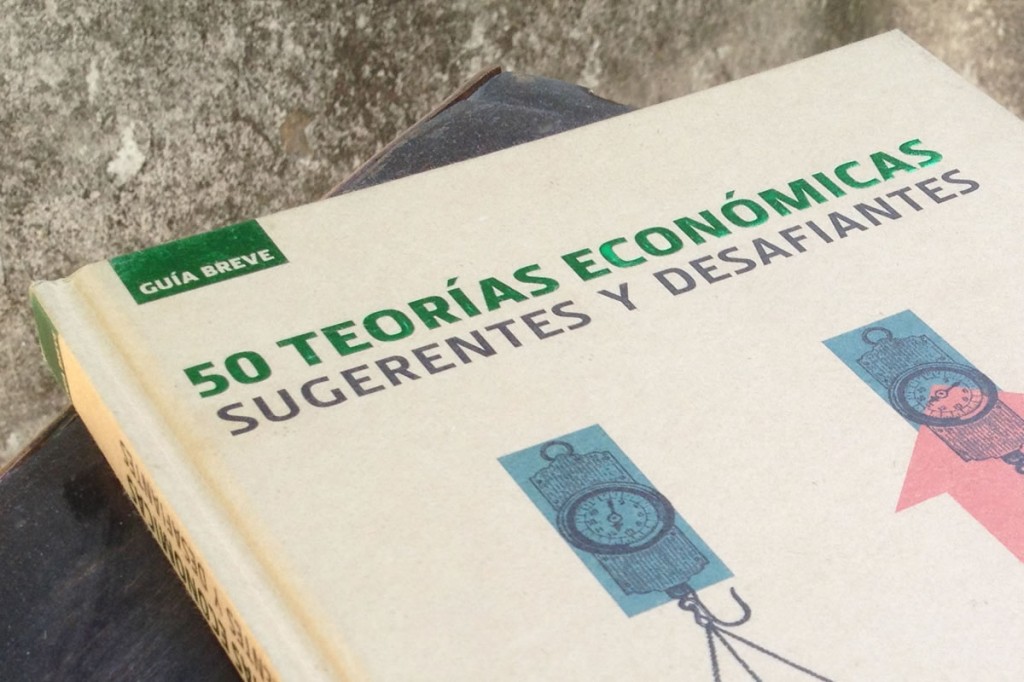 GUÍA BREVE
50 TEORÍAS ECONÓMICAS
SUGERENTES Y DESAFIANTES